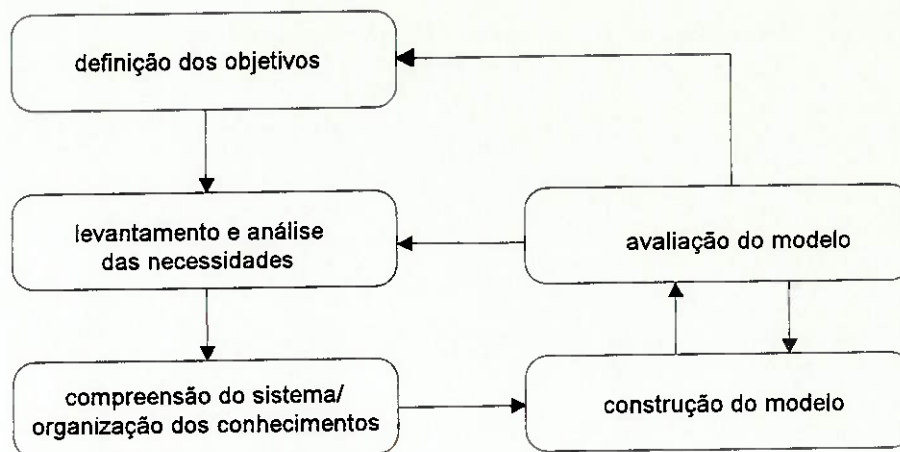 definição dos objetivos
levantamento e análise
das necessidades
avaliação do modelo
compreensão do sistema/
organização dos conhecimentos
construção do modelo